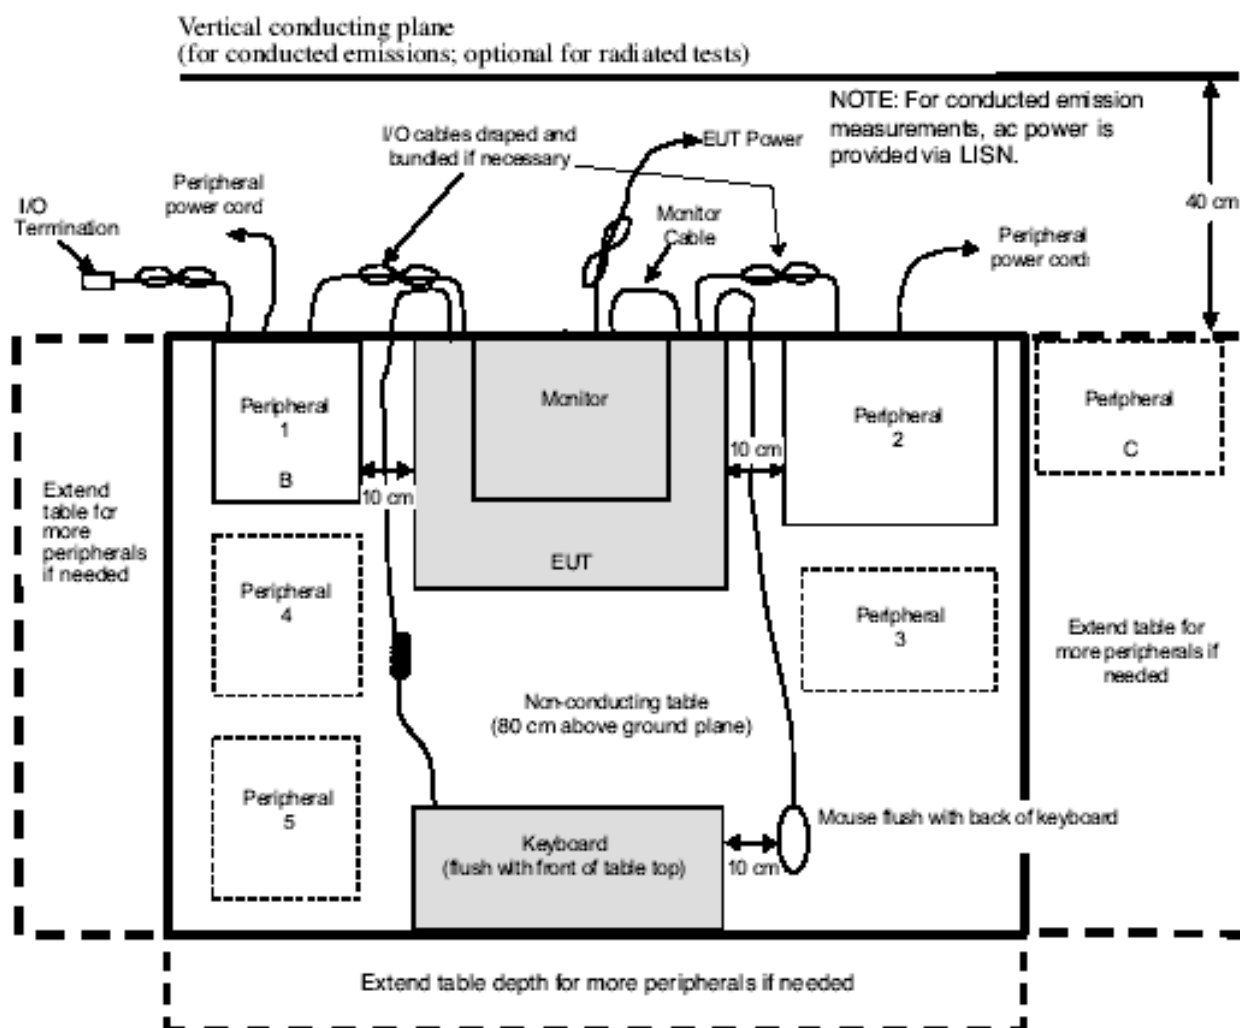 Vertical conducting plane
(for conducted emissions; optional for radiated tests)
NOTE: For conducted emission
measurements, ac power is
provided via LISN.
I/O cables draped and
bundled if necessary
EUT Power
40 cm
Peripheral
power cord
I/O
Termination
Monitor
Cable
Peripheral
power cord
Peripheral
1
B
Monitor
Peripheral
2
Peripheral
C
10 cm
10 cm
Extend
table for
more
peripherals
if needed
EUT
Peripheral
4
Peripheral
3
Extend table for
more peripherals if
needed
Non-conducting table
(80 cm above ground plane)
Peripheral
5
Keyboard
(flush with front of table top)
10 cm
Mouse flush with back of keyboard
Extend table depth for more peripherals if needed